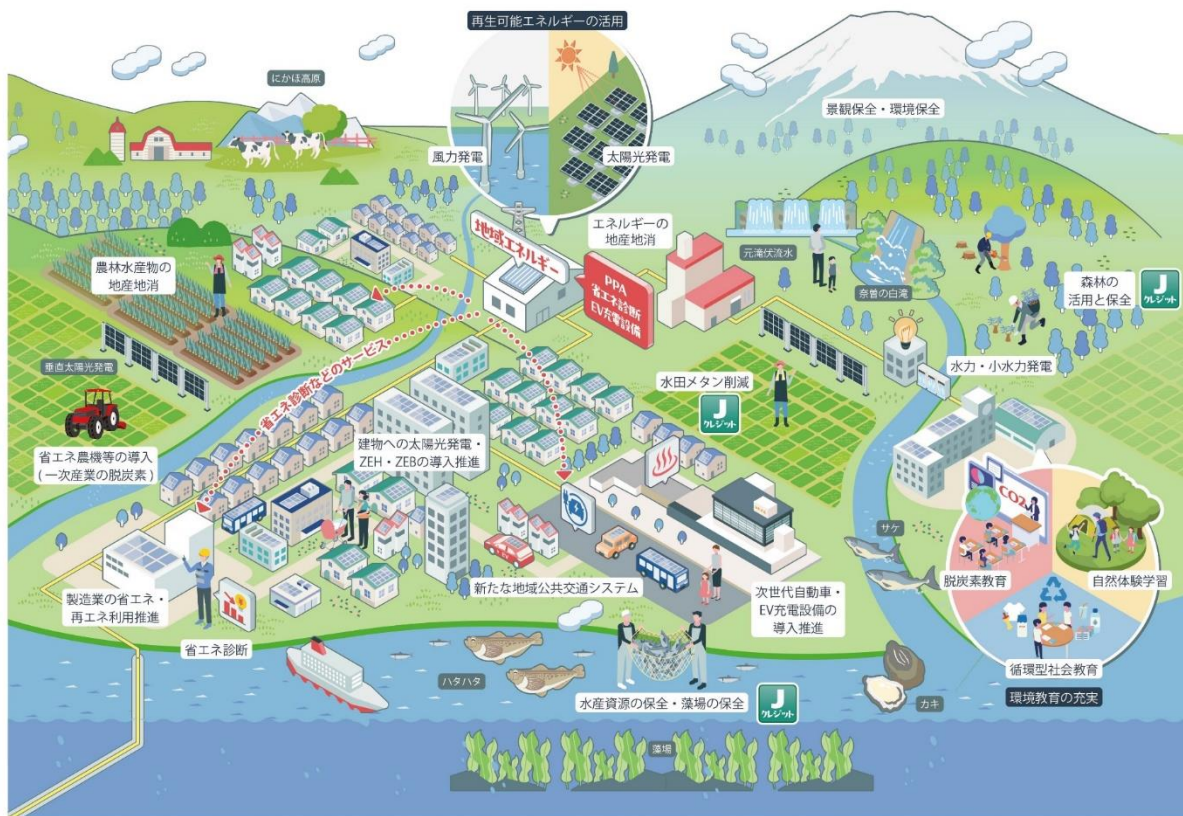 再生可能エネルギーの活用
にかほ高原
風力発電
太陽光発電
景観保全・環境保全
地域エネルギー
エネルギーの
地産地消
PPA
省エネ診断
EV充電設備
元滝伏流水
奈曽の白滝
森林の
活用と保全
J
クレジット
農林水産物の
地産地消
垂直太陽光発電
省エネ農機等の導入
(一次産業の脱炭素)
省エネ診断などのサービス
水田メタン削減
J
クレジット
水力・小水力発電
建物への太陽光発電・
ZEH・ZEBの導入推進
製造業の省エネ・
再エネ利用推進
省エネ診断
新たな地域公共交通システム
次世代自動車・
EV充電設備の
導入推進
サケ
CO2
脱炭素教育
自然体験学習
循環型社会教育
環境教育の充実
ハタハタ
水産資源の保全・藻場の保全
J
クレジット
カキ
藻場